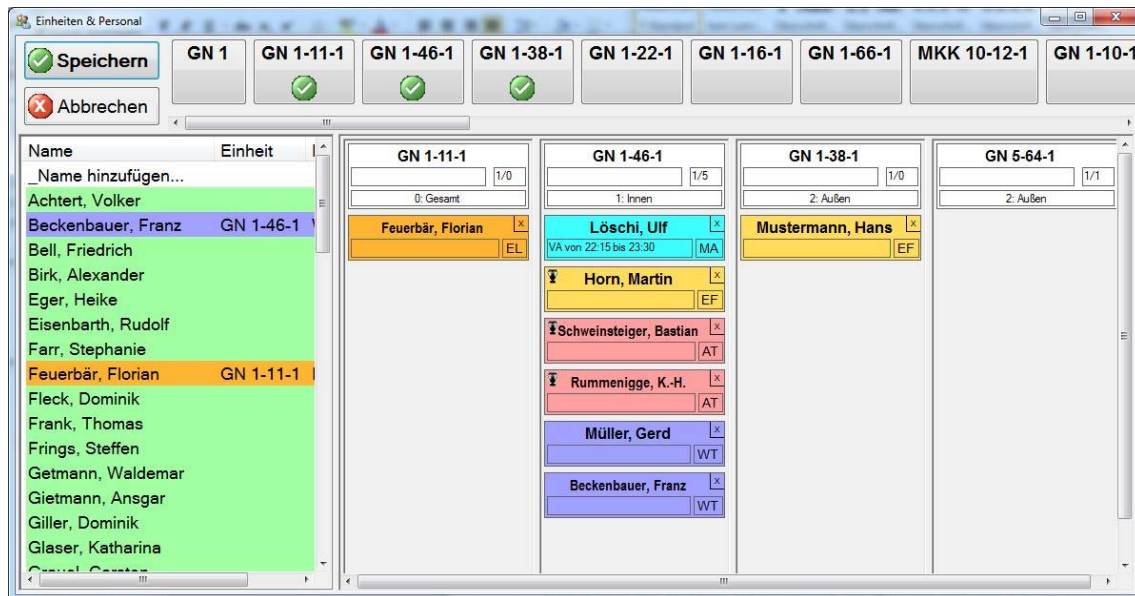 Einheiten & Personal
Speichern
Abbrechen
GN 1
GN 1-11-1
GN 1-46-1
GN 1-38-1
GN 1-22-1
GN 1-16-1
GN 1-66-1
MKK 10-12-1
GN 1-10-1
Name Einheit
_Name hinzufügen...
Achtert, Volker
Beckenbauer, Franz GN 1-46-1
Bell, Friedrich
Birk, Alexander
Eger, Heike
Eisenbarth, Rudolf
Farr, Stephanie
Feuerbär, Florian GN 1-11-1
Fleck, Dominik
Frank, Thomas
Frings, Steffen
Getmann, Waldemar
Gietmann, Ansgar
Giller, Dominik
Glaser, Katharina
GN 1-11-1
1/0
0: Gesamt
Feuerbär, Florian x
EL
GN 1-46-1
1/5
1: Innen
Löschi, Ulf x
VA von 22:15 bis 23:30 MA
Horn, Martin x
EF
Schweinsteiger, Bastian x
AT
Rummenigge, K.-H. x
AT
Müller, Gerd x
WT
Beckenbauer, Franz x
WT
GN 1-38-1
1/0
2: Außen
Mustermann, Hans x
EF
GN 5-64-1
1/1
2: Außen